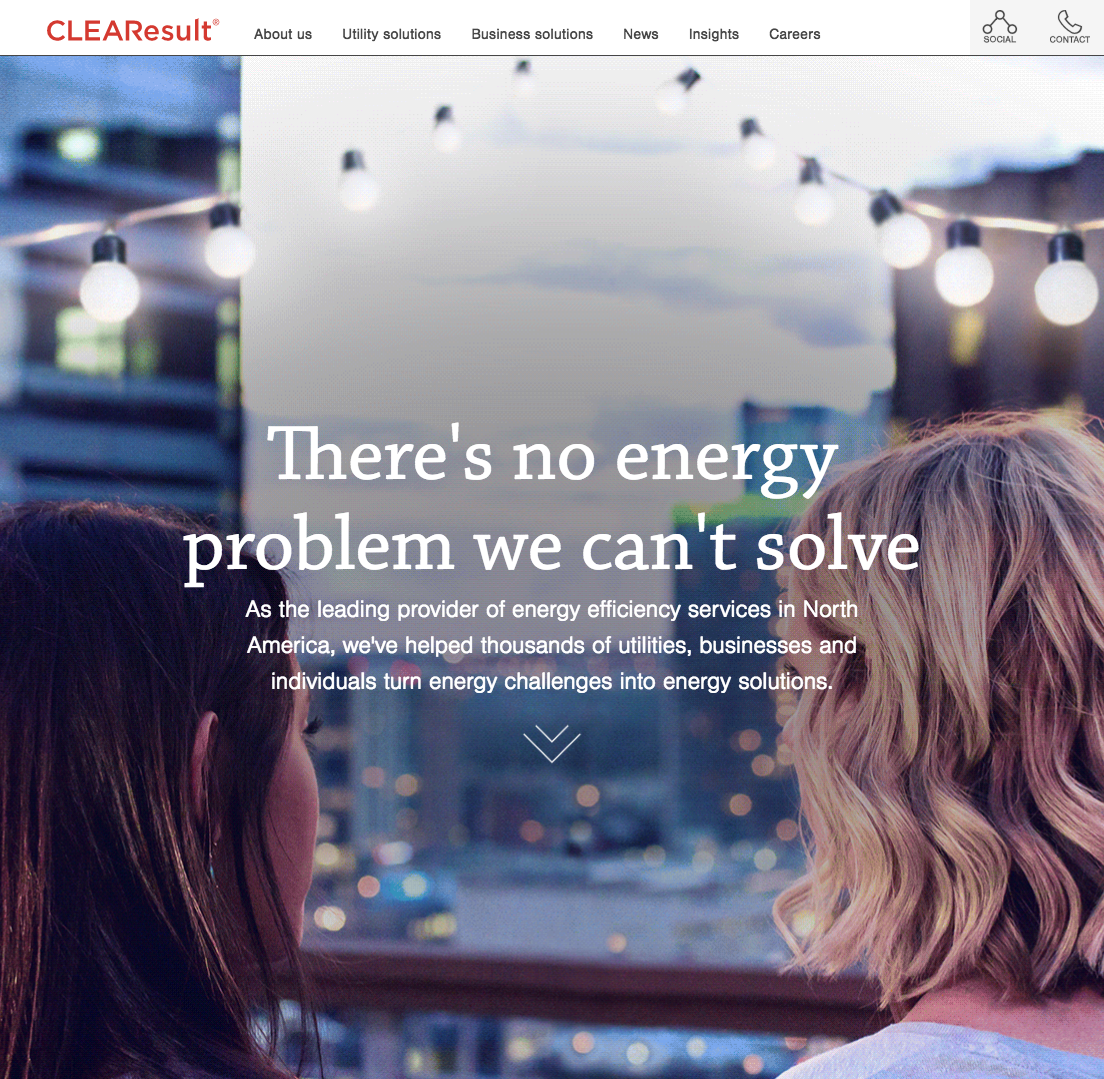 CLEAResult®
About us Utility solutions Business solutions News Insights Careers
SOCIAL CONTACT
There's no energy
problem we can't solve
As the leading provider of energy efficiency services in North
America, we've helped thousands of utilities, businesses and
individuals turn energy challenges into energy solutions.